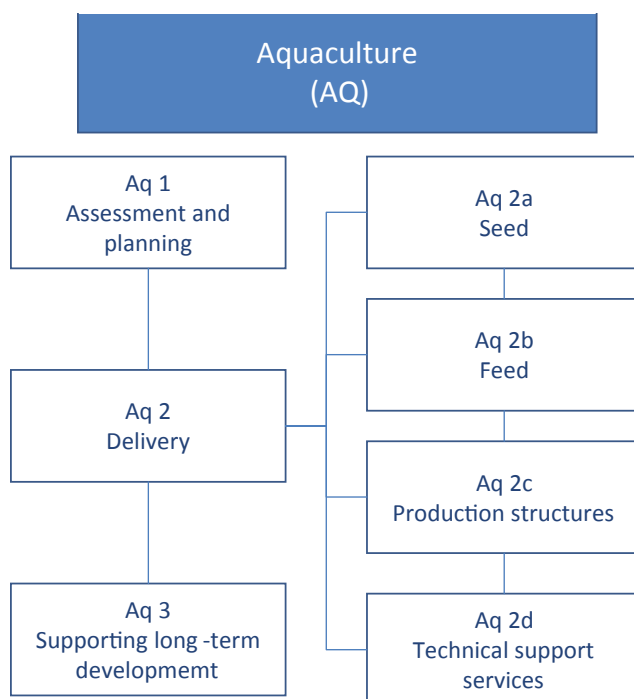 Aquaculture
(AQ)
Aq 1
Assessment and
planning
Aq 2
Delivery
Aq 3
Supporting long -term
developmemt
Aq 2a
Seed
Aq 2b
Feed
Aq 2c
Production structures
Aq 2d
Technical support
services